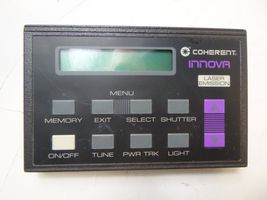 COHERENT
INNOVA
LASER
EMISSION
MENU
MEMORY EXIT SELECT SHUTTER
ON/OFF TUNE PWR TRK LIGHT